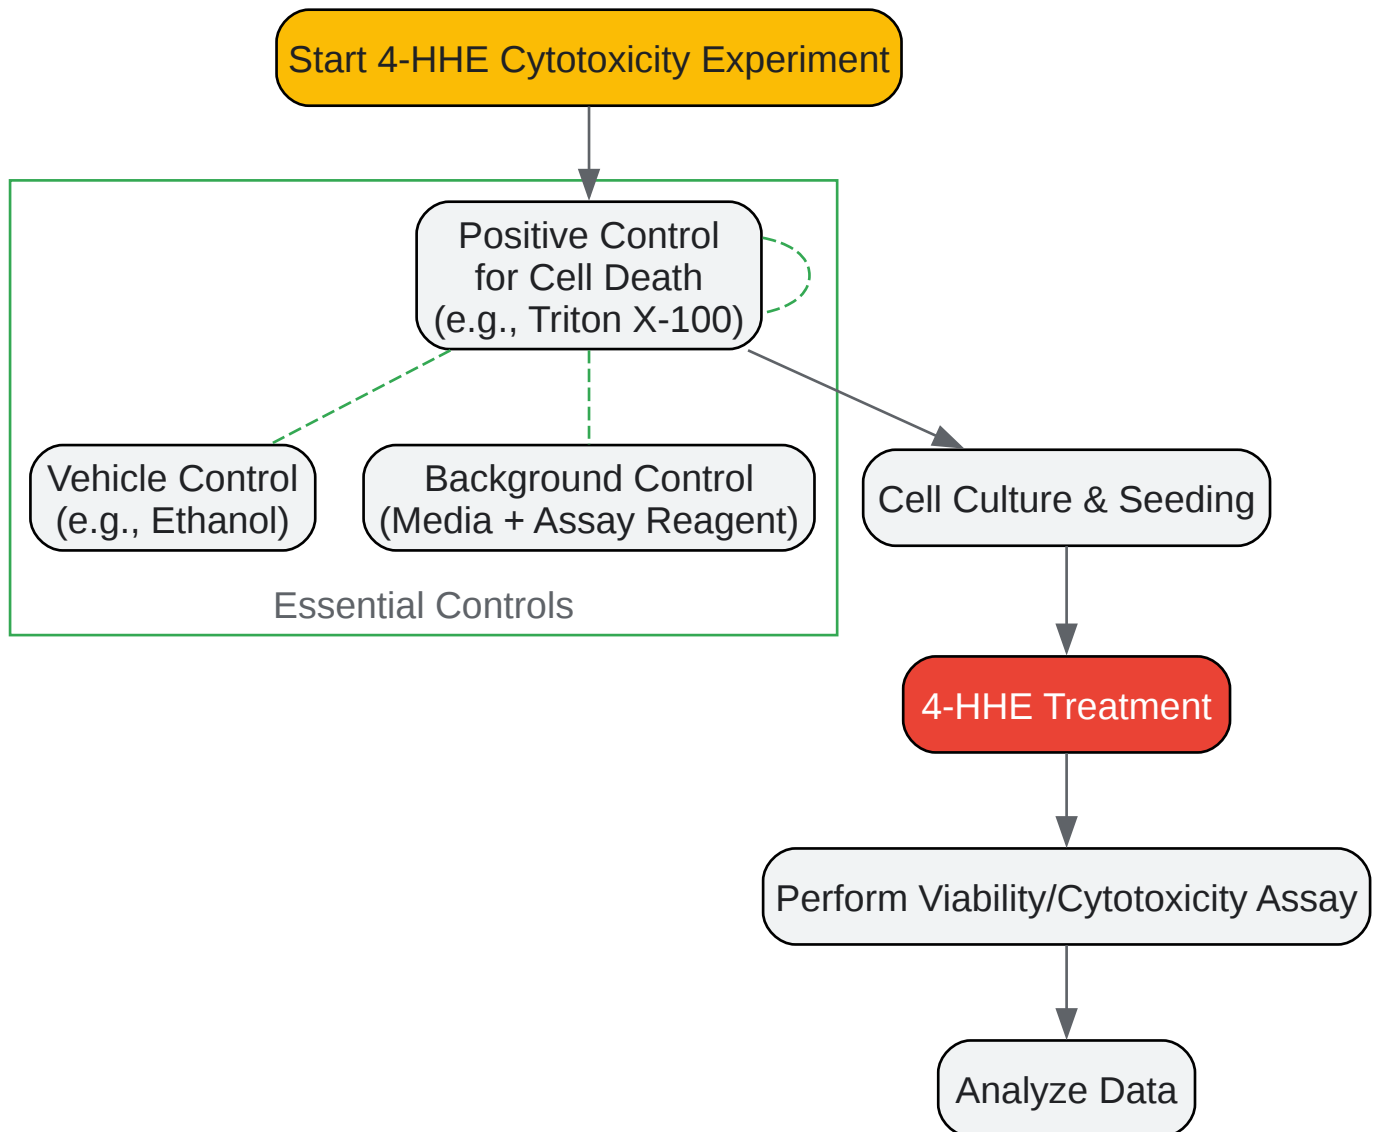 Start 4-HHE Cytotoxicity Experiment
Positive Control
for Cell Death
(e.g., Triton X-100)
Vehicle Control
(e.g., Ethanol)
Background Control
(Media + Assay Reagent)
Essential Controls
Cell Culture & Seeding
4-HHE Treatment
Perform Viability/Cytotoxicity Assay
Analyze Data